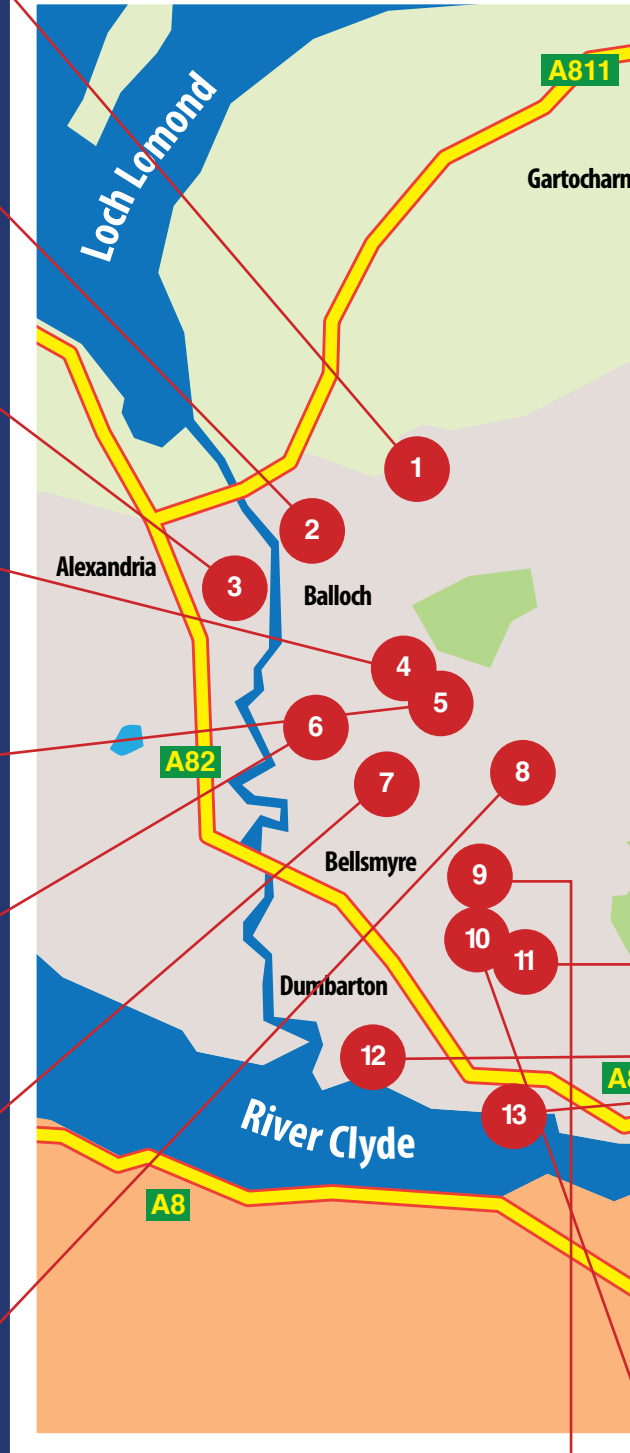 A811
Loch Lomond
Gartocharn
1
2
Alexandria
3
Balloch
4
5
6
A82
7
8
Bellsmyre
9
10
11
Dumbarton
12
A8
13
River Clyde
A8